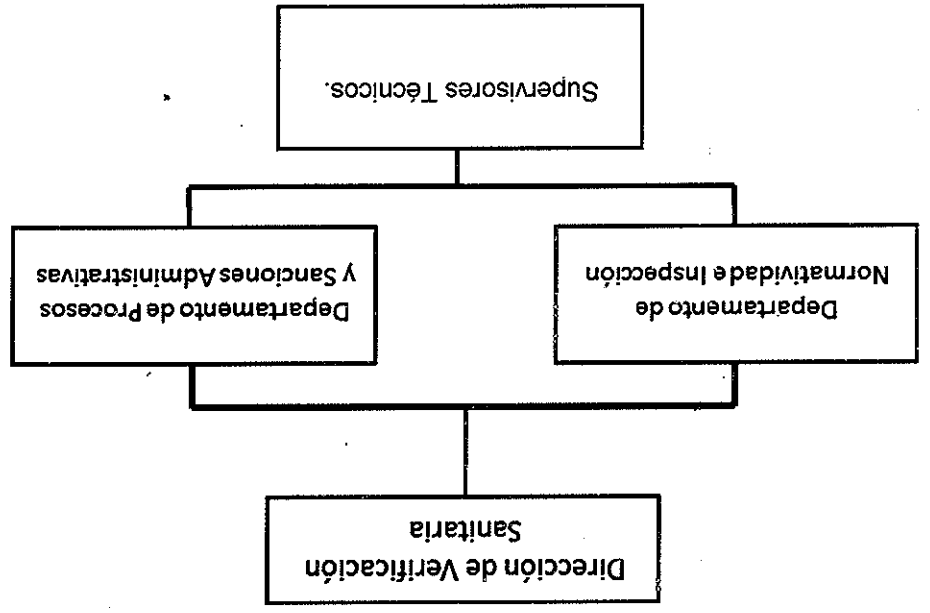 Dirección de Verificación
Sanitaria
Departamento de
Normatividad e Inspección
Departamento de Procesos
y Sanciones Administrativas
Supervisores Técnicos.